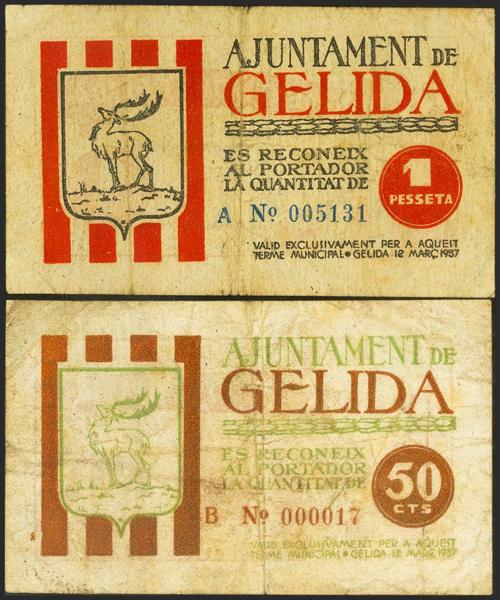 AJUNTAMENT DE
GELIDA
ES RECONEIX
AL PORTADOR
LA QUANTITAT DE
1
PESSETA
A Nº 005131
VALID EXCLUSIVAMENT PER A AQUEST
TERME MUNICIPAL • GELIDA 12 MARÇ 1937
AJUNTAMENT DE
GELIDA
ES RECONEIX
AL PORTADOR
LA QUANTITAT DE
50
CTS
B Nº 000017
VALID EXCLUSIVAMENT PER A AQUEST
TERME MUNICIPAL • GELIDA, 12 MARÇ 1937